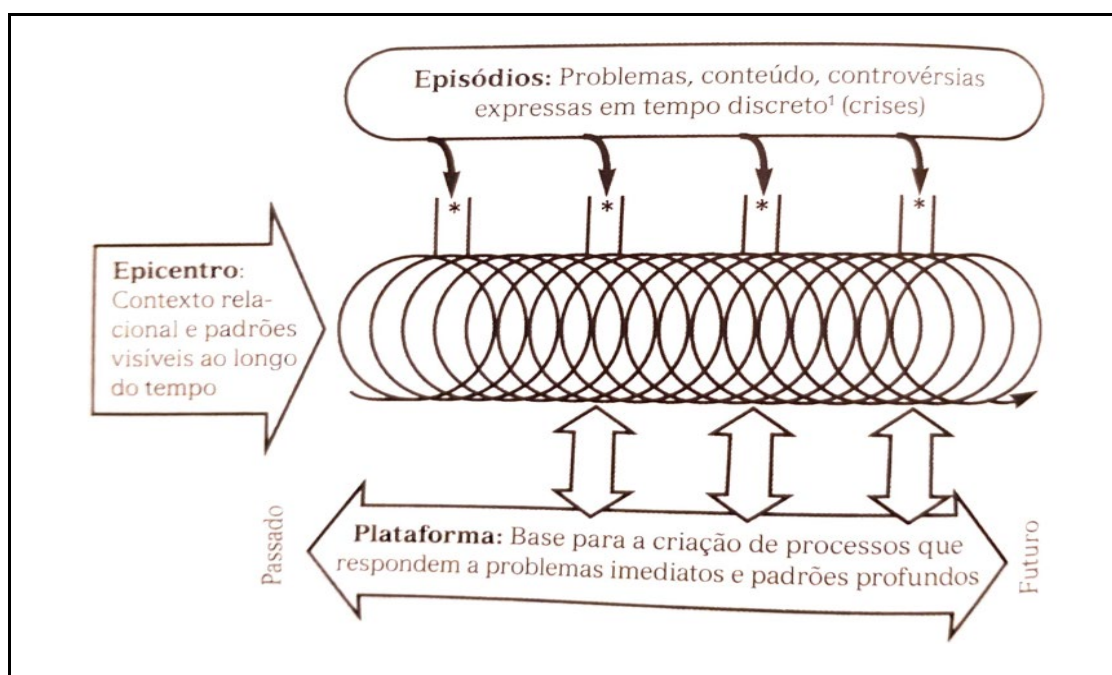 Episódios: Problemas, conteúdo, controvérsias
expressas em tempo discreto¹ (crises)
*
*
*
*
Epicentro:
Contexto rela-
cional e padrões
visíveis ao longo
do tempo
Passado
Plataforma: Base para a criação de processos que
respondem a problemas imediatos e padrões profundos
Futuro